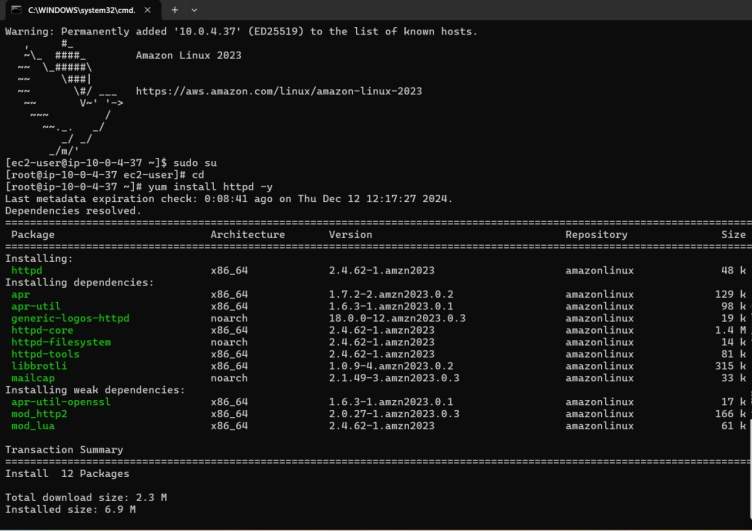 C:\WINDOWS\system32\cmd.
Warning: Permanently added '10.0.4.37' (ED25519) to the list of known hosts.
   ,     #_
   ~\_  ####_        Amazon Linux 2023
  ~~  \_#####\
  ~~     \###|
  ~~       \#/ ___   https://aws.amazon.com/linux/amazon-linux-2023
   ~~       V~' '->
    ~~~         /
      ~~._.   _/
         _/ _/
       _/m/'
[ec2-user@ip-10-0-4-37 ~]$ sudo su
[root@ip-10-0-4-37 ec2-user]# cd
[root@ip-10-0-4-37 ~]# yum install httpd -y
Last metadata expiration check: 0:08:41 ago on Thu Dec 12 12:17:27 2024.
Dependencies resolved.
Package Architecture Version Repository Size
Installing:
httpd x86_64 2.4.62-1.amzn2023 amazonlinux 48 k
Installing dependencies:
apr x86_64 1.7.2-2.amzn2023.0.2 amazonlinux 129 k
apr-util x86_64 1.6.3-1.amzn2023.0.1 amazonlinux 98 k
generic-logos-httpd noarch 18.0.0-12.amzn2023.0.3 amazonlinux 19 k
httpd-core x86_64 2.4.62-1.amzn2023 amazonlinux 1.4 M
httpd-filesystem noarch 2.4.62-1.amzn2023 amazonlinux 14 k
httpd-tools x86_64 2.4.62-1.amzn2023 amazonlinux 81 k
libbrotli x86_64 1.0.9-4.amzn2023.0.2 amazonlinux 315 k
mailcap noarch 2.1.49-3.amzn2023.0.3 amazonlinux 33 k
Installing weak dependencies:
apr-util-openssl x86_64 1.6.3-1.amzn2023.0.1 amazonlinux 17 k
mod_http2 x86_64 2.0.27-1.amzn2023.0.3 amazonlinux 166 k
mod_lua x86_64 2.4.62-1.amzn2023 amazonlinux 61 k
Transaction Summary
Install  12 Packages
Total download size: 2.3 M
Installed size: 6.9 M